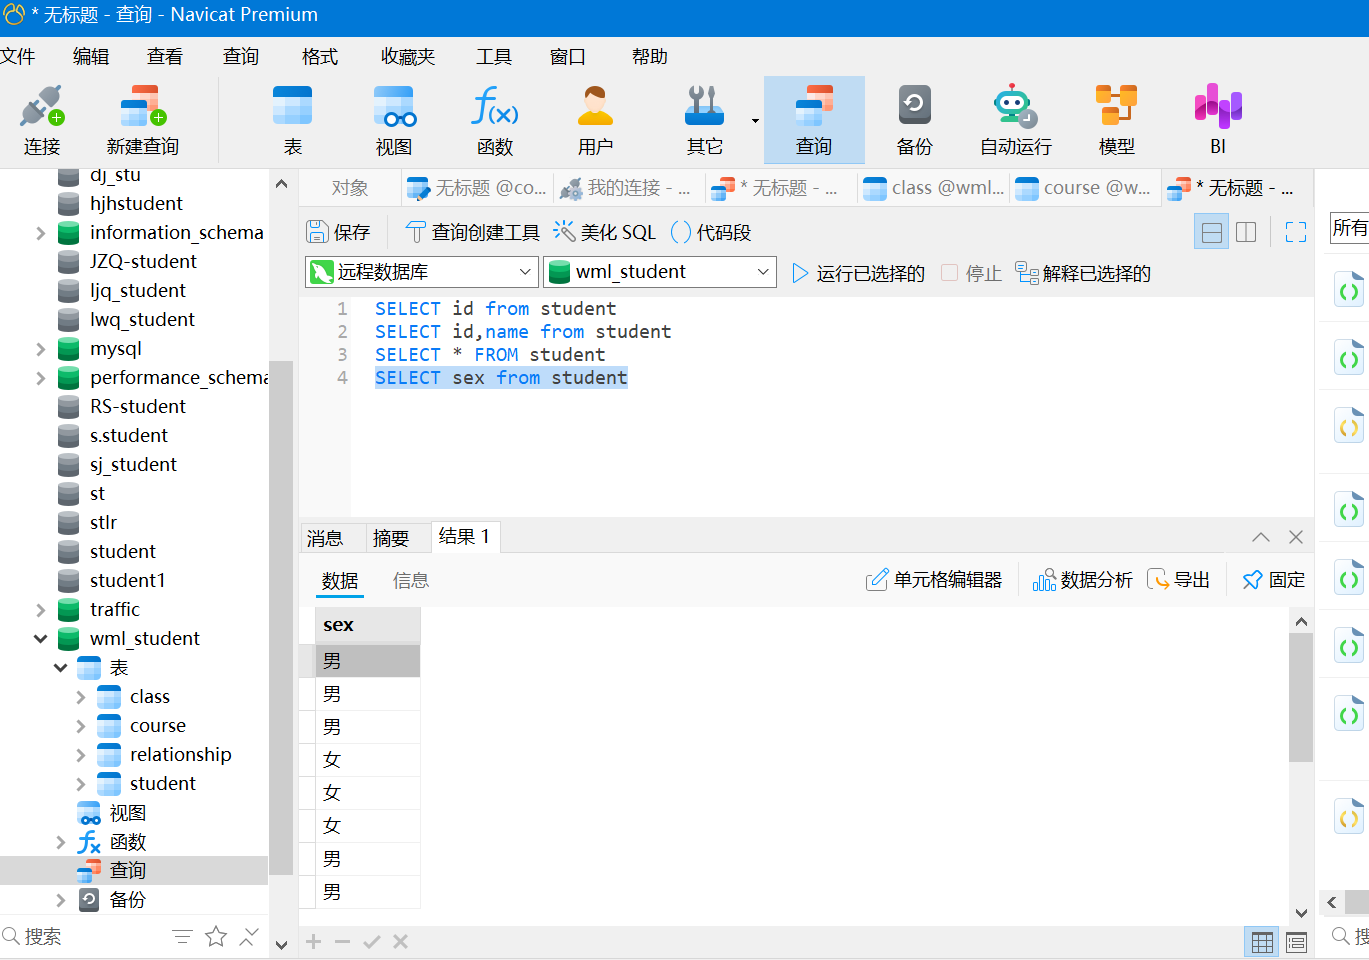 * 无标题 - 查询 - Navicat Premium
文件 编辑 查看 查询 格式 收藏夹 工具 窗口 帮助
连接 新建查询 表 视图 函数 用户 其它 查询 备份 自动运行 模型 BI
dj_stu
hjhstudent
information_schema
JZQ-student
ljq_student
lwq_student
mysql
performance_schema
RS-student
s.student
sj_student
st
stlr
student
student1
traffic
wml_student
表
class
course
relationship
student
视图
函数
查询
备份
搜索
对象 无标题 @co... 我的连接 - ... * 无标题 - ... class @wml... course @w... * 无标题 - ...
保存 查询创建工具 美化 SQL 代码段
远程数据库 wml_student 运行已选择的 停止 解释已选择的
1 SELECT id from student
2 SELECT id,name from student
3 SELECT * FROM student
4 SELECT sex from student
消息 摘要 结果 1
数据 信息 单元格编辑器 数据分析 导出 固定
sex
男
男
男
女
女
女
男
男
所有